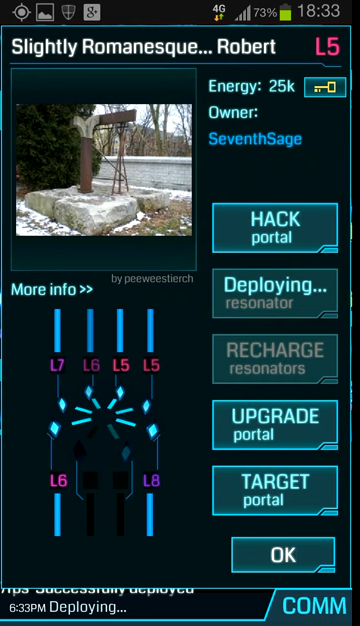 4G 73% 18:33
Slightly Romanesque... Robert L5
Energy: 25k
Owner:
SeventhSage
HACK
portal
by peeweestierch
More info >>
Deploying...
resonator
L7 L6 L5 L5
RECHARGE
resonators
UPGRADE
portal
L6 L8
TARGET
portal
OK
Successfully deployed
6:33PM Deploying...
COMM